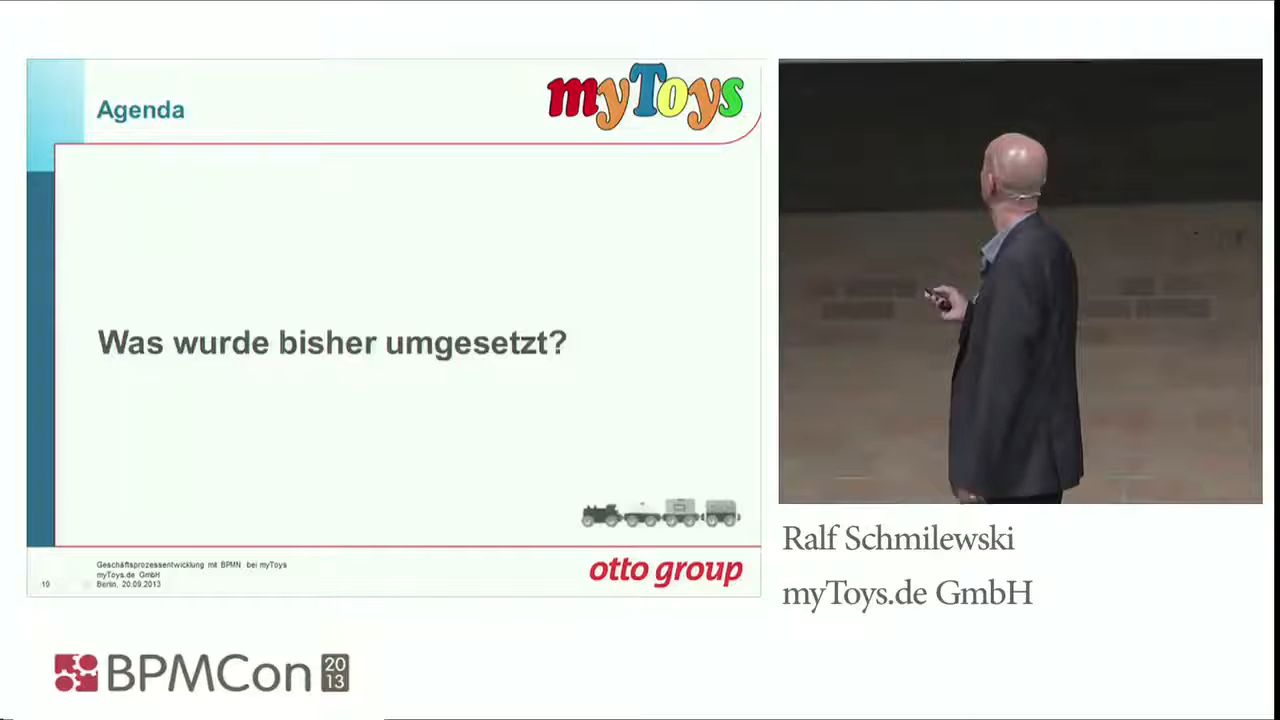 Agenda
myToys
Was wurde bisher umgesetzt?
Geschäftsprozessentwicklung mit BPMN bei myToys
myToys.de GmbH
Berlin, 20.09.2013
19
otto group
Ralf Schmilewski
myToys.de GmbH
BPMCon 2013